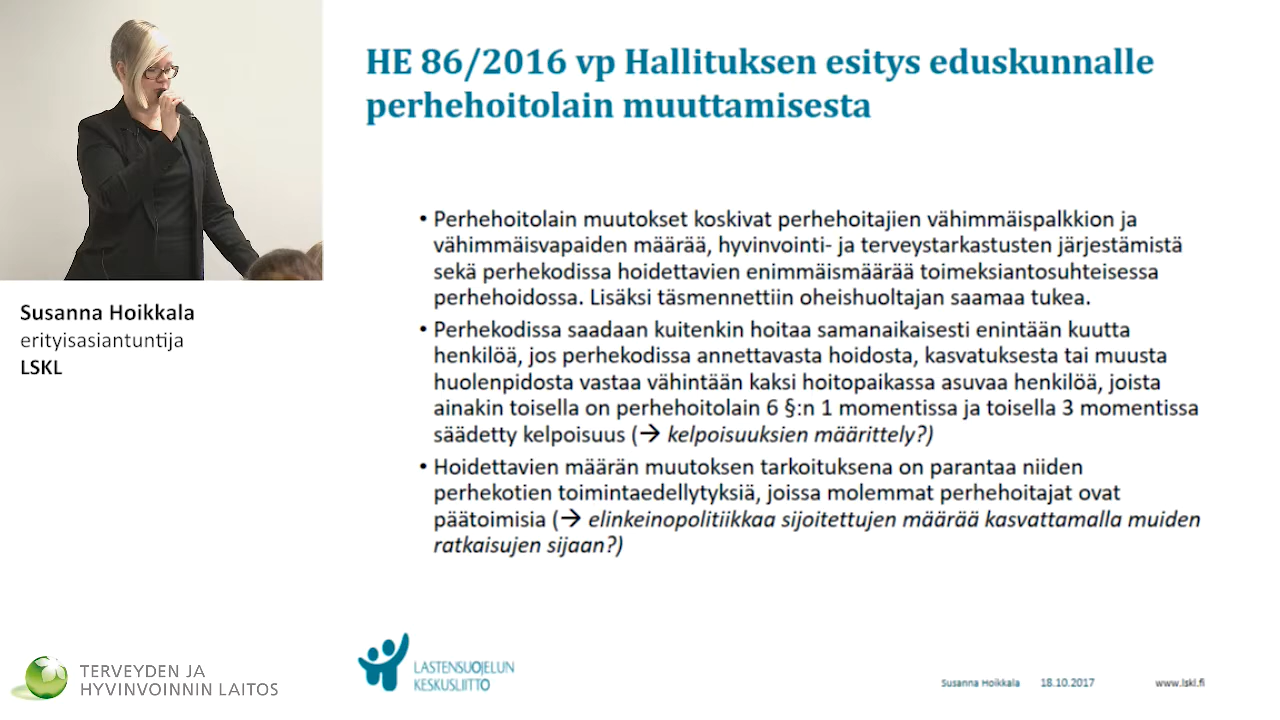 HE 86/2016 vp Hallituksen esitys eduskunnalle
perhehoitolain muuttamisesta
• Perhehoitolain muutokset koskivat perhehoitajien vähimmäispalkkion ja
vähimmäisvapaiden määrää, hyvinvointi- ja terveystarkastusten järjestämistä
sekä perhekodissa hoidettavien enimmäismäärää toimeksiantosuhteisessa
perhehoidossa. Lisäksi täsmennettiin oheishuoltajan saamaa tukea.
• Perhekodissa saadaan kuitenkin hoitaa samanaikaisesti enintään kuutta
henkilöä, jos perhekodissa annettavasta hoidosta, kasvatuksesta tai muusta
huolenpidosta vastaa vähintään kaksi hoitopaikassa asuvaa henkilöä, joista
ainakin toisella on perhehoitolain 6 §:n 1 momentissa ja toisella 3 momentissa
säädetty kelpoisuus (→ kelpoisuuksien määrittely?)
• Hoidettavien määrän muutoksen tarkoituksena on parantaa niiden
perhekotien toimintaedellytyksiä, joissa molemmat perhehoitajat ovat
päätoimisia (→ elinkeinopolitiikkaa sijoitettujen määrää kasvattamalla muiden
ratkaisujen sijaan?)
Susanna Hoikkala
erityisasiantuntija
LSKL
TERVEYDEN JA
HYVINVOINNIN LAITOS
LASTENSUOJELUN
KESKUSLIITTO
Susanna Hoikkala 18.10.2017 www.lskl.fi